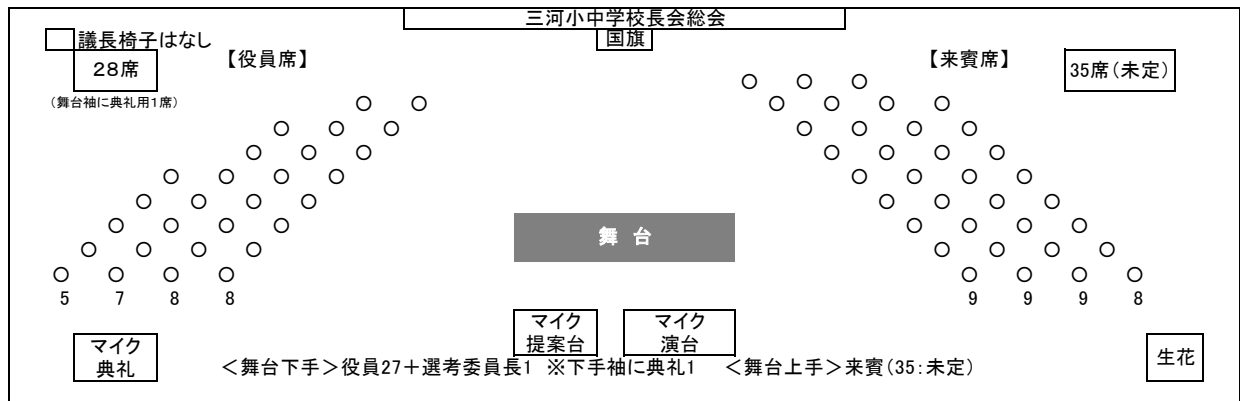 三河小中学校長会総会
国旗
議長椅子はなし
28席
【役員席】
【来賓席】
35席(未定)
(舞台袖に典礼用1席)
舞 台
5 7 8 8
9 9 9 8
マイク
典礼
マイク
提案台
マイク
演台
生花
<舞台下手>役員27+選考委員長1 ※下手袖に典礼1 <舞台上手>来賓(35:未定)